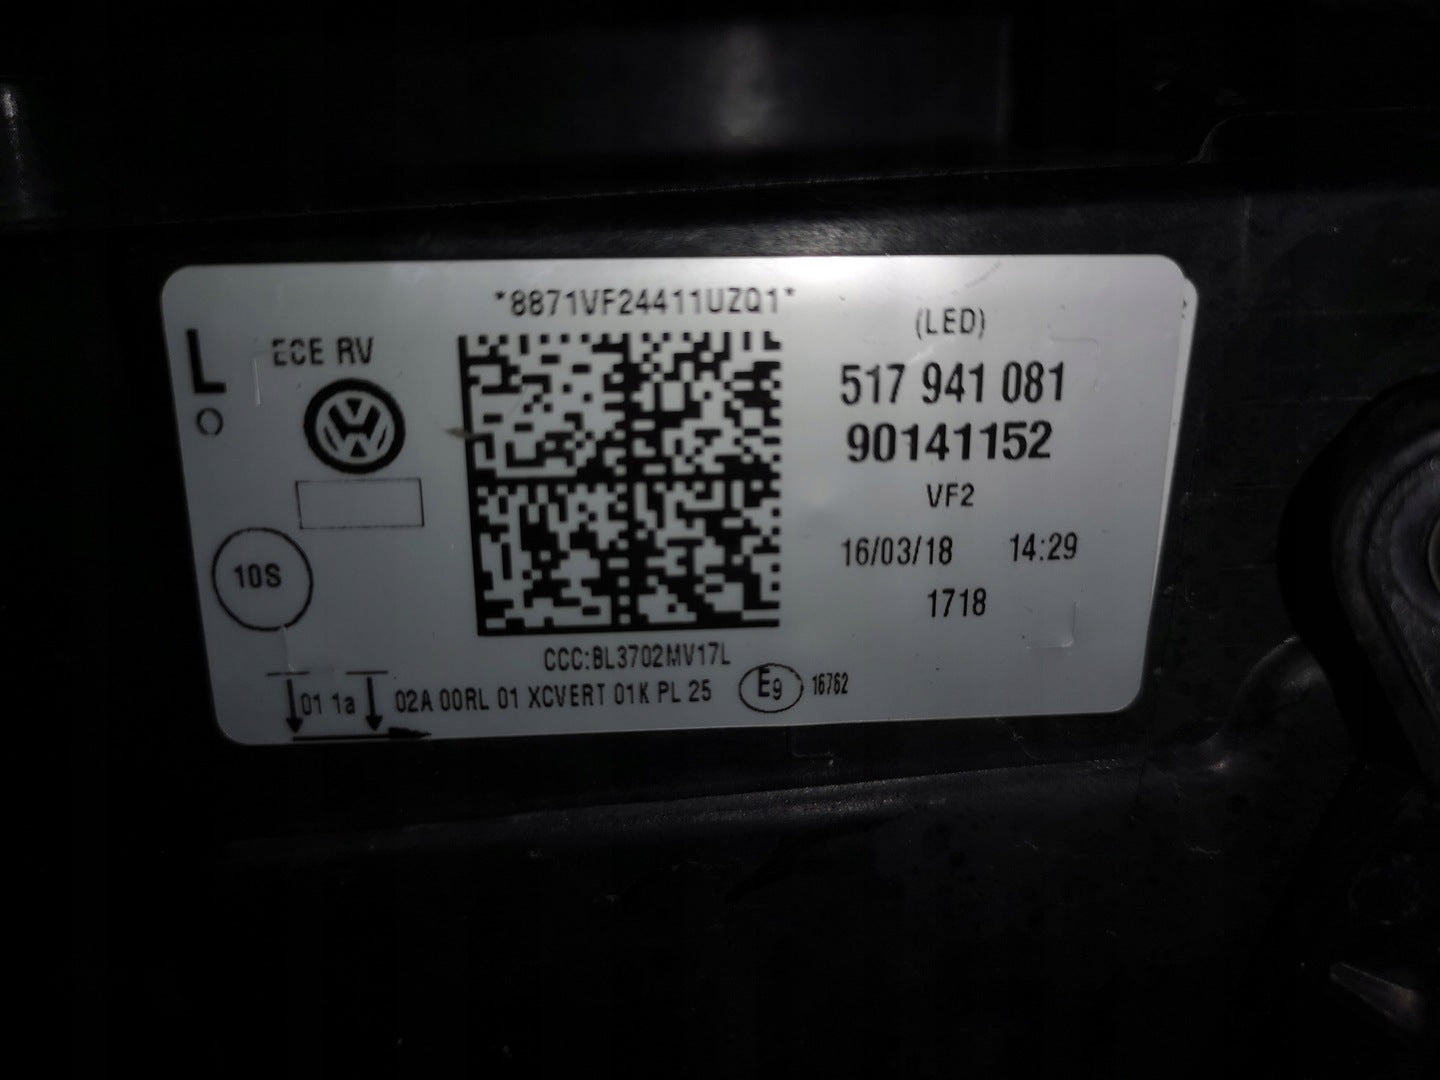 *8871VF24411UZQ1*
L
ECE RV
(LED)
517 941 081
90141152
VF2
16/03/18 14:29
1718
10S
CCC:BL3702MV17L
01 1a 02A 00RL 01 XCVERT 01K PL 25 E9 16762